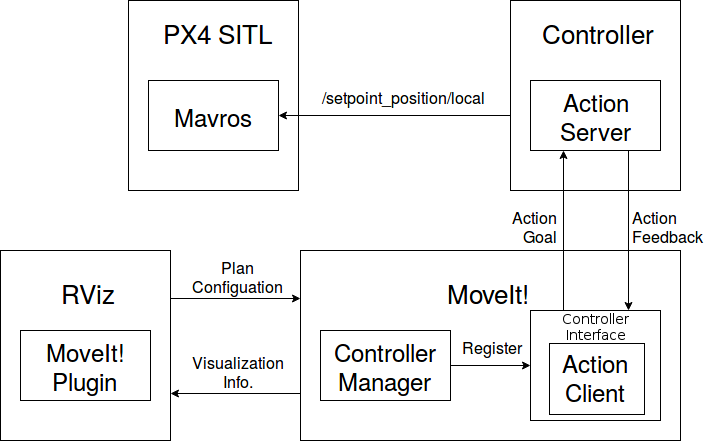 PX4 SITL
Mavros
/setpoint_position/local
Controller
Action
Server
Action
Goal
Action
Feedback
RViz
MoveIt!
Plugin
Plan
Configuation
Visualization
Info.
MoveIt!
Controller
Manager
Register
Controller
Interface
Action
Client